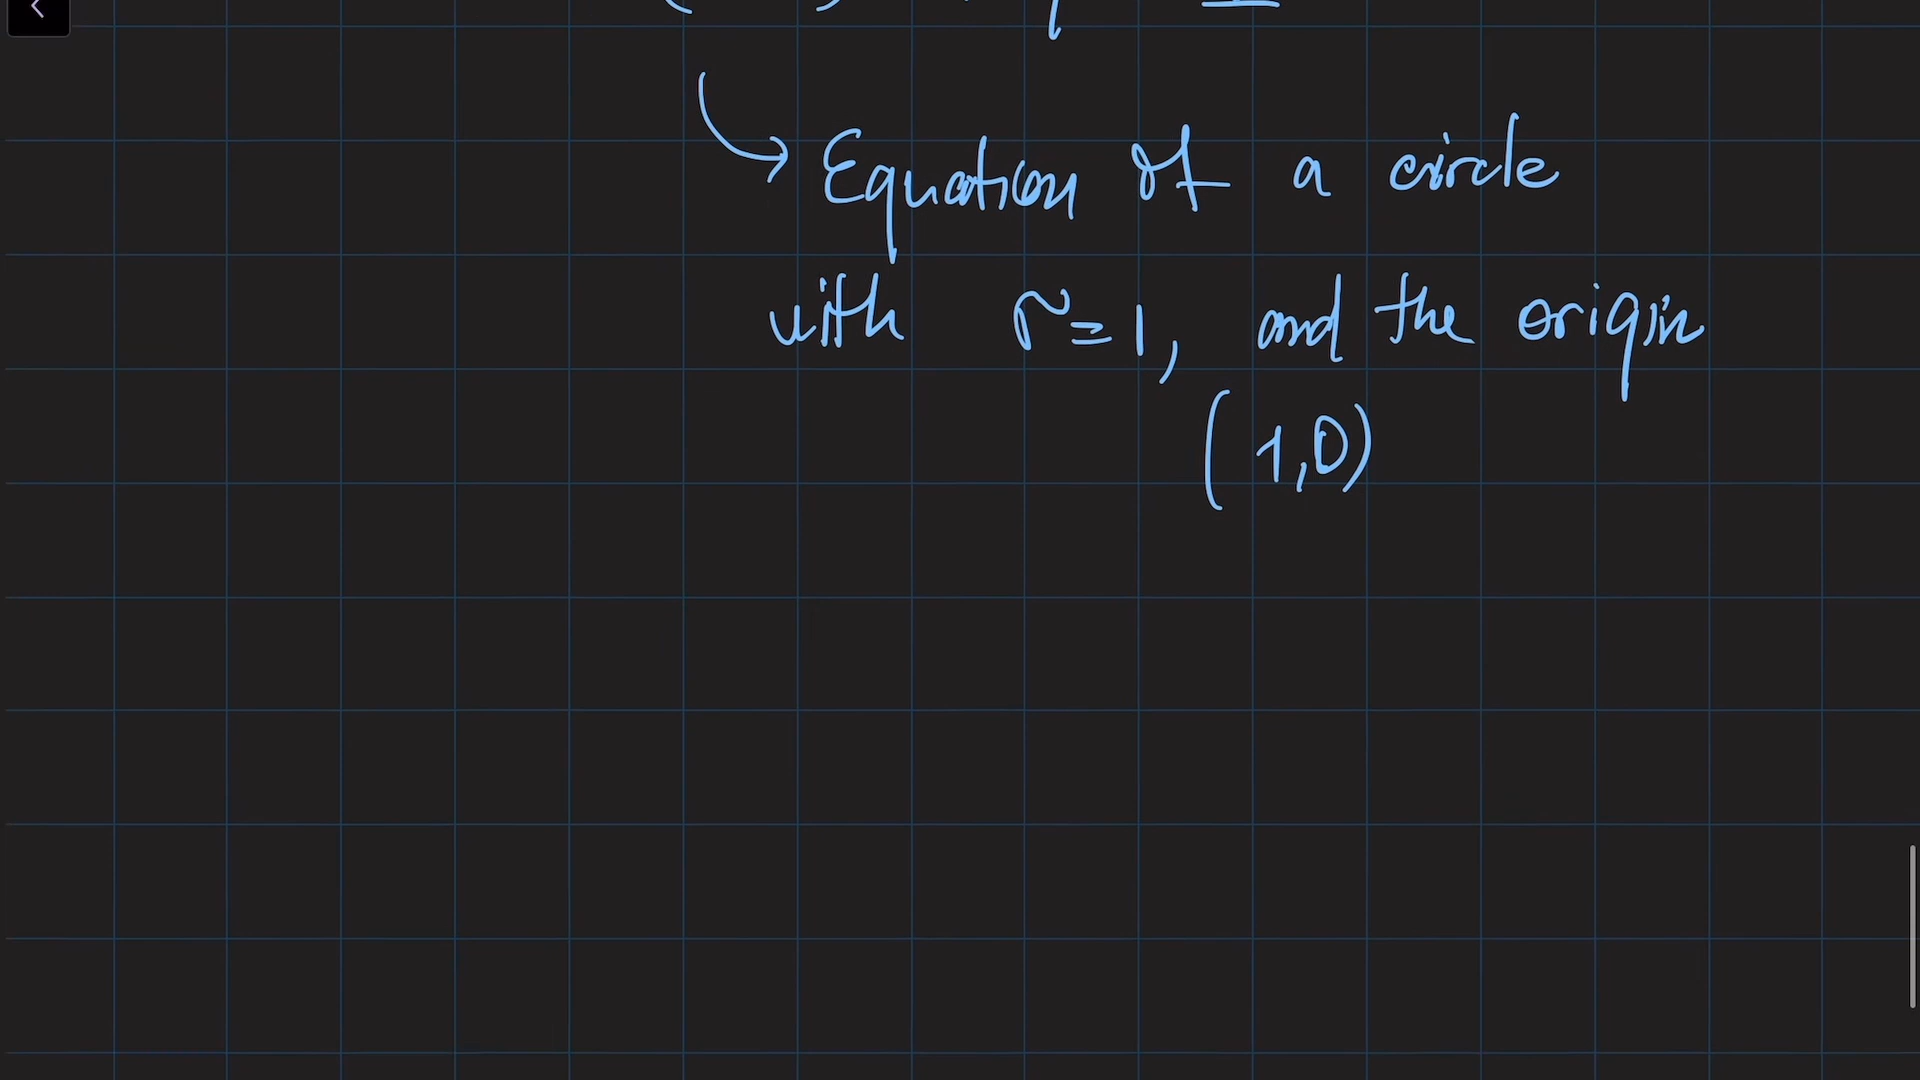 → Equation of a circle
with r=1, and the origin
(1,0)